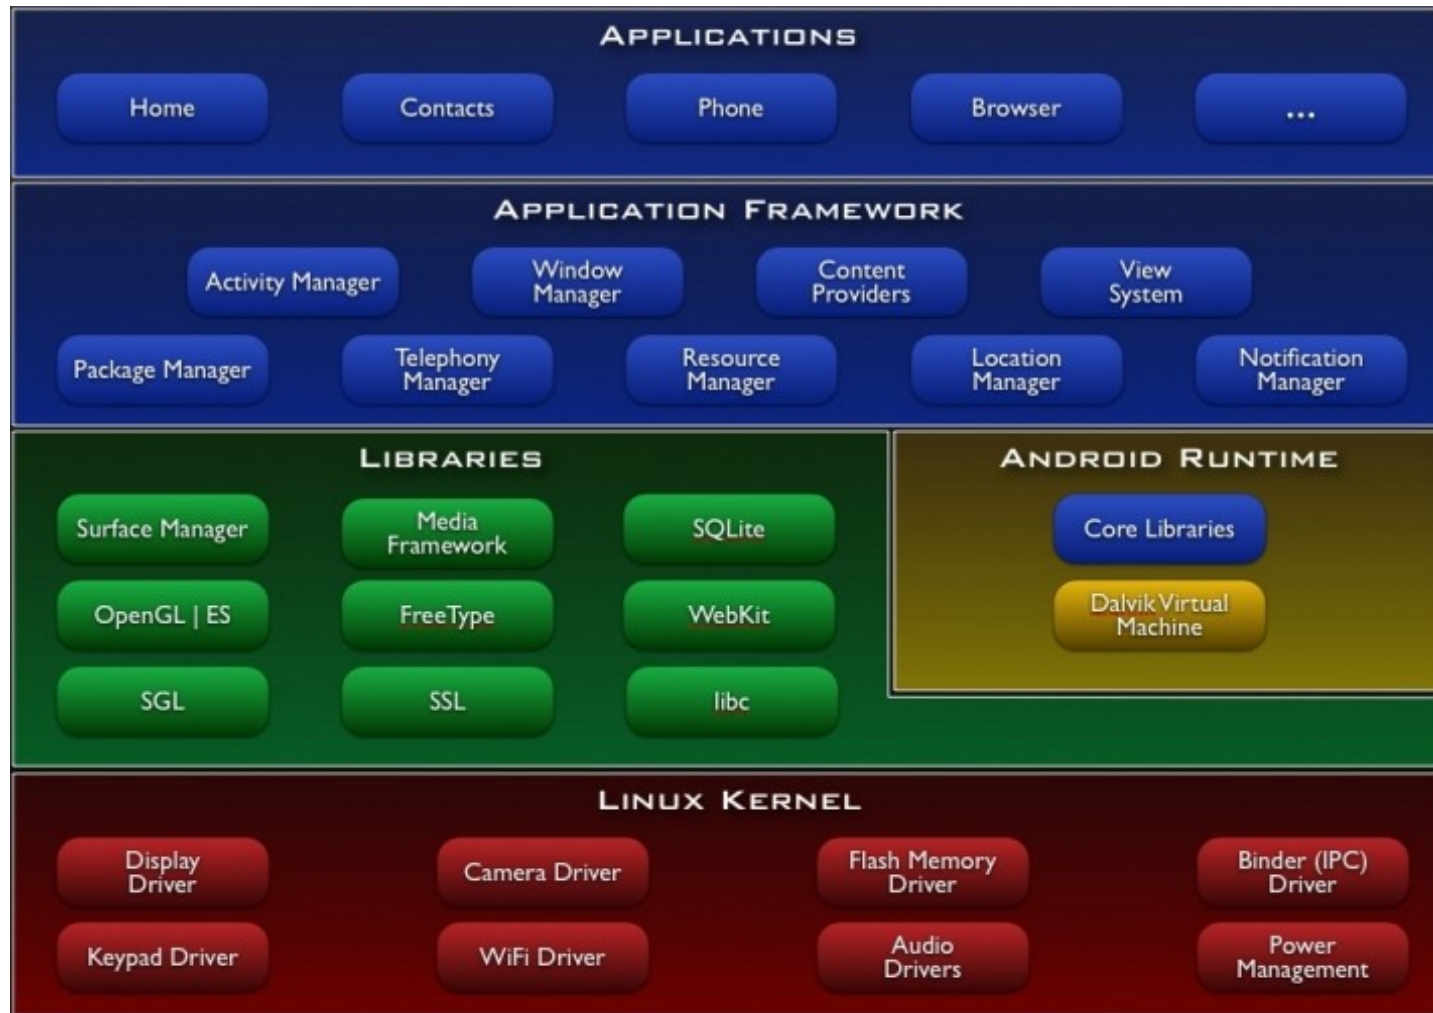 APPLICATIONS
Home
Contacts
Phone
Browser
...
APPLICATION FRAMEWORK
Activity Manager
Window
Manager
Content
Providers
View
System
Package Manager
Telephony
Manager
Resource
Manager
Location
Manager
Notification
Manager
LIBRARIES
Surface Manager
Media
Framework
SQLite
OpenGL | ES
FreeType
WebKit
SGL
SSL
libc
ANDROID RUNTIME
Core Libraries
Dalvik Virtual
Machine
LINUX KERNEL
Display
Driver
Camera Driver
Flash Memory
Driver
Binder (IPC)
Driver
Keypad Driver
WiFi Driver
Audio
Drivers
Power
Management